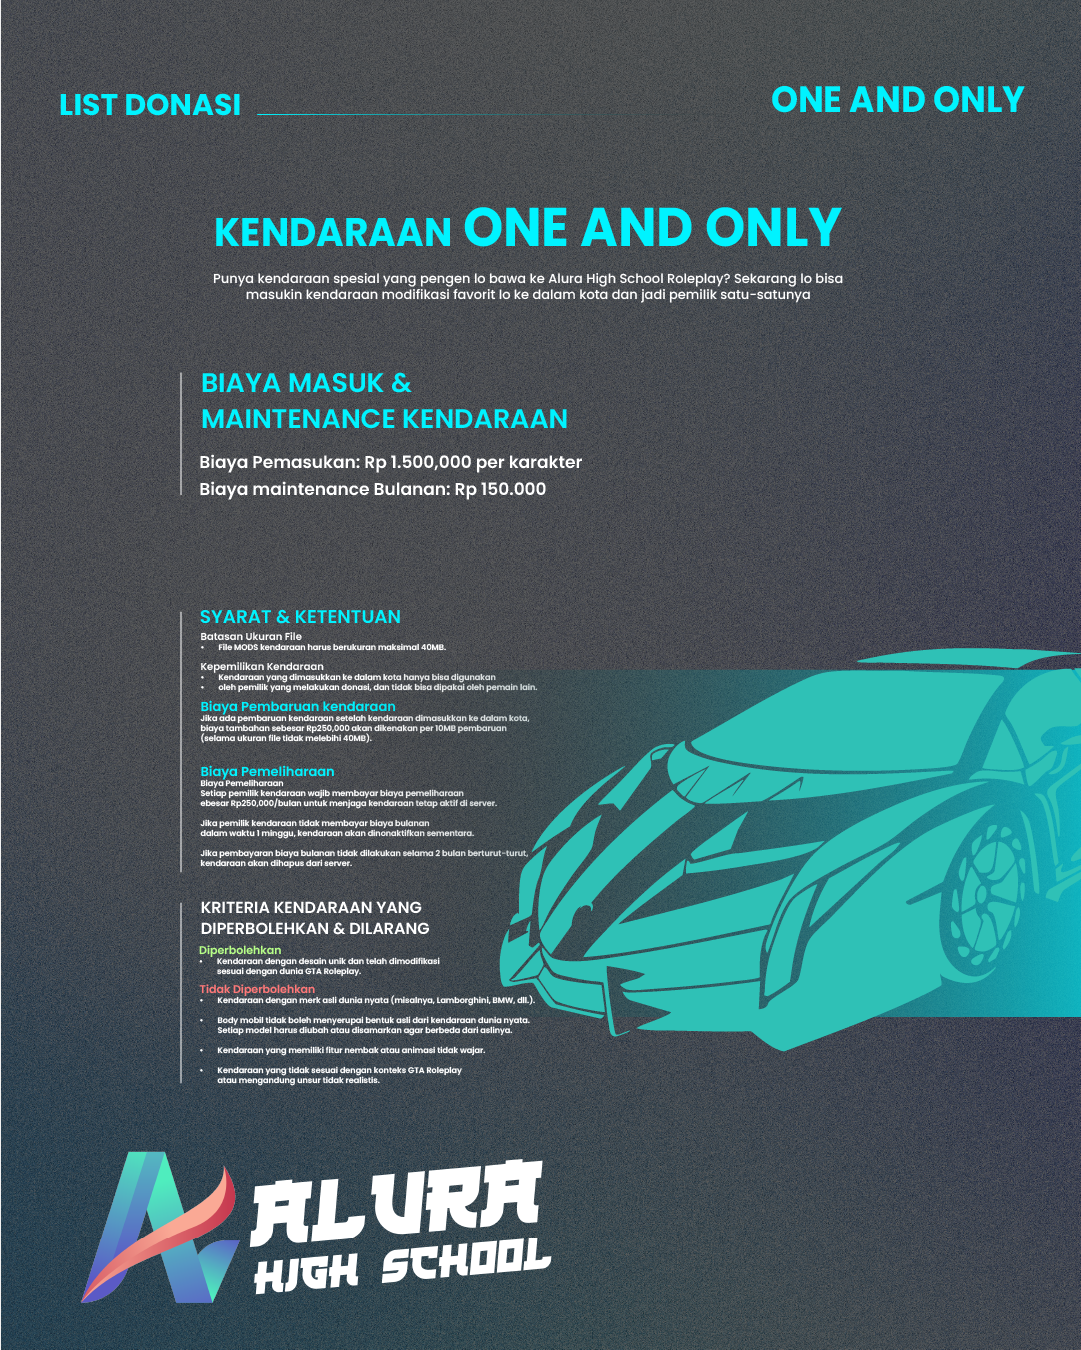 LIST DONASI
ONE AND ONLY
KENDARAAN ONE AND ONLY
Punya kendaraan spesial yang pengen lo bawa ke Alura High School Roleplay? Sekarang lo bisa
masukin kendaraan modifikasi favorit lo ke dalam kota dan jadi pemilik satu-satunya
BIAYA MASUK &
MAINTENANCE KENDARAAN
Biaya Pemasukan: Rp 1.500,000 per karakter
Biaya maintenance Bulanan: Rp 150.000
SYARAT & KETENTUAN
Batasan Ukuran File
• File MODS kendaraan harus berukuran maksimal 40MB.
Kepemilikan Kendaraan
• Kendaraan yang dimasukkan ke dalam kota hanya bisa digunakan
• oleh pemilik yang melakukan donasi, dan tidak bisa dipakai oleh pemain lain.
Biaya Pembaruan kendaraan
Jika ada pembaruan kendaraan setelah kendaraan dimasukkan ke dalam kota,
biaya tambahan sebesar Rp250,000 akan dikenakan per 10MB pembaruan
(selama ukuran file tidak melebihi 40MB).
Biaya Pemeliharaan
Biaya Pemeliharaan
Setiap pemilik kendaraan wajib membayar biaya pemeliharaan
ebesar Rp250,000/bulan untuk menjaga kendaraan tetap aktif di server.
Jika pemilik kendaraan tidak membayar biaya bulanan
dalam waktu 1 minggu, kendaraan akan dinonaktifkan sementara.
Jika pembayaran biaya bulanan tidak dilakukan selama 2 bulan berturut-turut,
kendaraan akan dihapus dari server.
KRITERIA KENDARAAN YANG
DIPERBOLEHKAN & DILARANG
Diperbolehkan
• Kendaraan dengan desain unik dan telah dimodifikasi
sesuai dengan dunia GTA Roleplay.
Tidak Diperbolehkan
• Kendaraan dengan merk asli dunia nyata (misalnya, Lamborghini, BMW, dll.).
• Body mobil tidak boleh menyerupai bentuk asli dari kendaraan dunia nyata.
Setiap model harus diubah atau disamarkan agar berbeda dari aslinya.
• Kendaraan yang memiliki fitur nembak atau animasi tidak wajar.
• Kendaraan yang tidak sesuai dengan konteks GTA Roleplay
atau mengandung unsur tidak realistis.
ALURA
HIGH SCHOOL